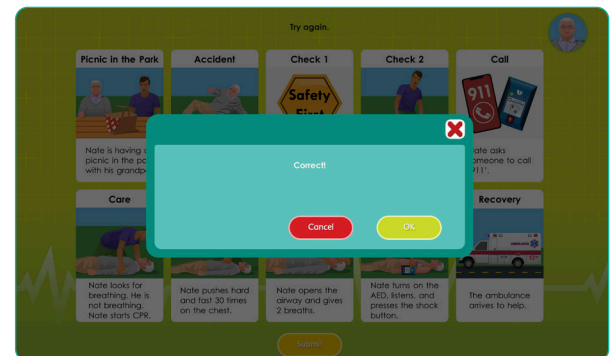 Try again.
Picnic in the Park
Accident
Check 1
Check 2
Call
Safety
First
911
Nate is having a
picnic in the
with his
ate asks
omeone to call
911'.
Correct!
Cancel
OK
Care
Recovery
AMBULANCE
Nate looks for
breathing. He is
not breathing.
Nate starts CPR.
Nate pushes hard
and fast 30 times
on the chest.
Nate opens the
airway and gives
2 breaths.
Nate turns on the
AED, listens, and
presses the shock
button.
The ambulance
arrives to help.
Submit